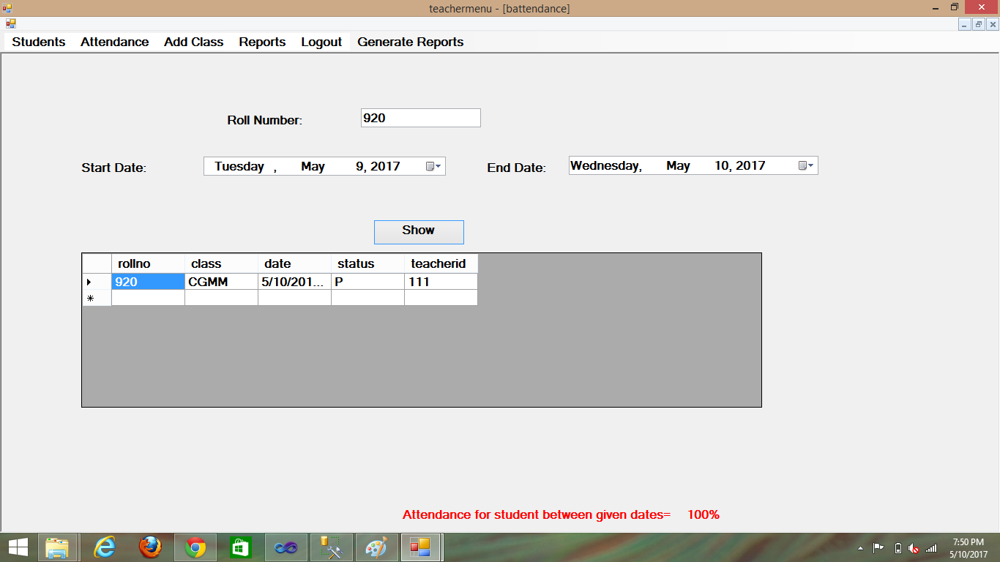 teachermenu - [battendance]
Students Attendance Add Class Reports Logout Generate Reports
Roll Number: 920
Start Date: Tuesday , May 9, 2017 End Date: Wednesday, May 10, 2017
Show
rollno class date status teacherid
920 CGMM 5/10/201... P 111
Attendance for student between given dates= 100%
7:50 PM
5/10/2017